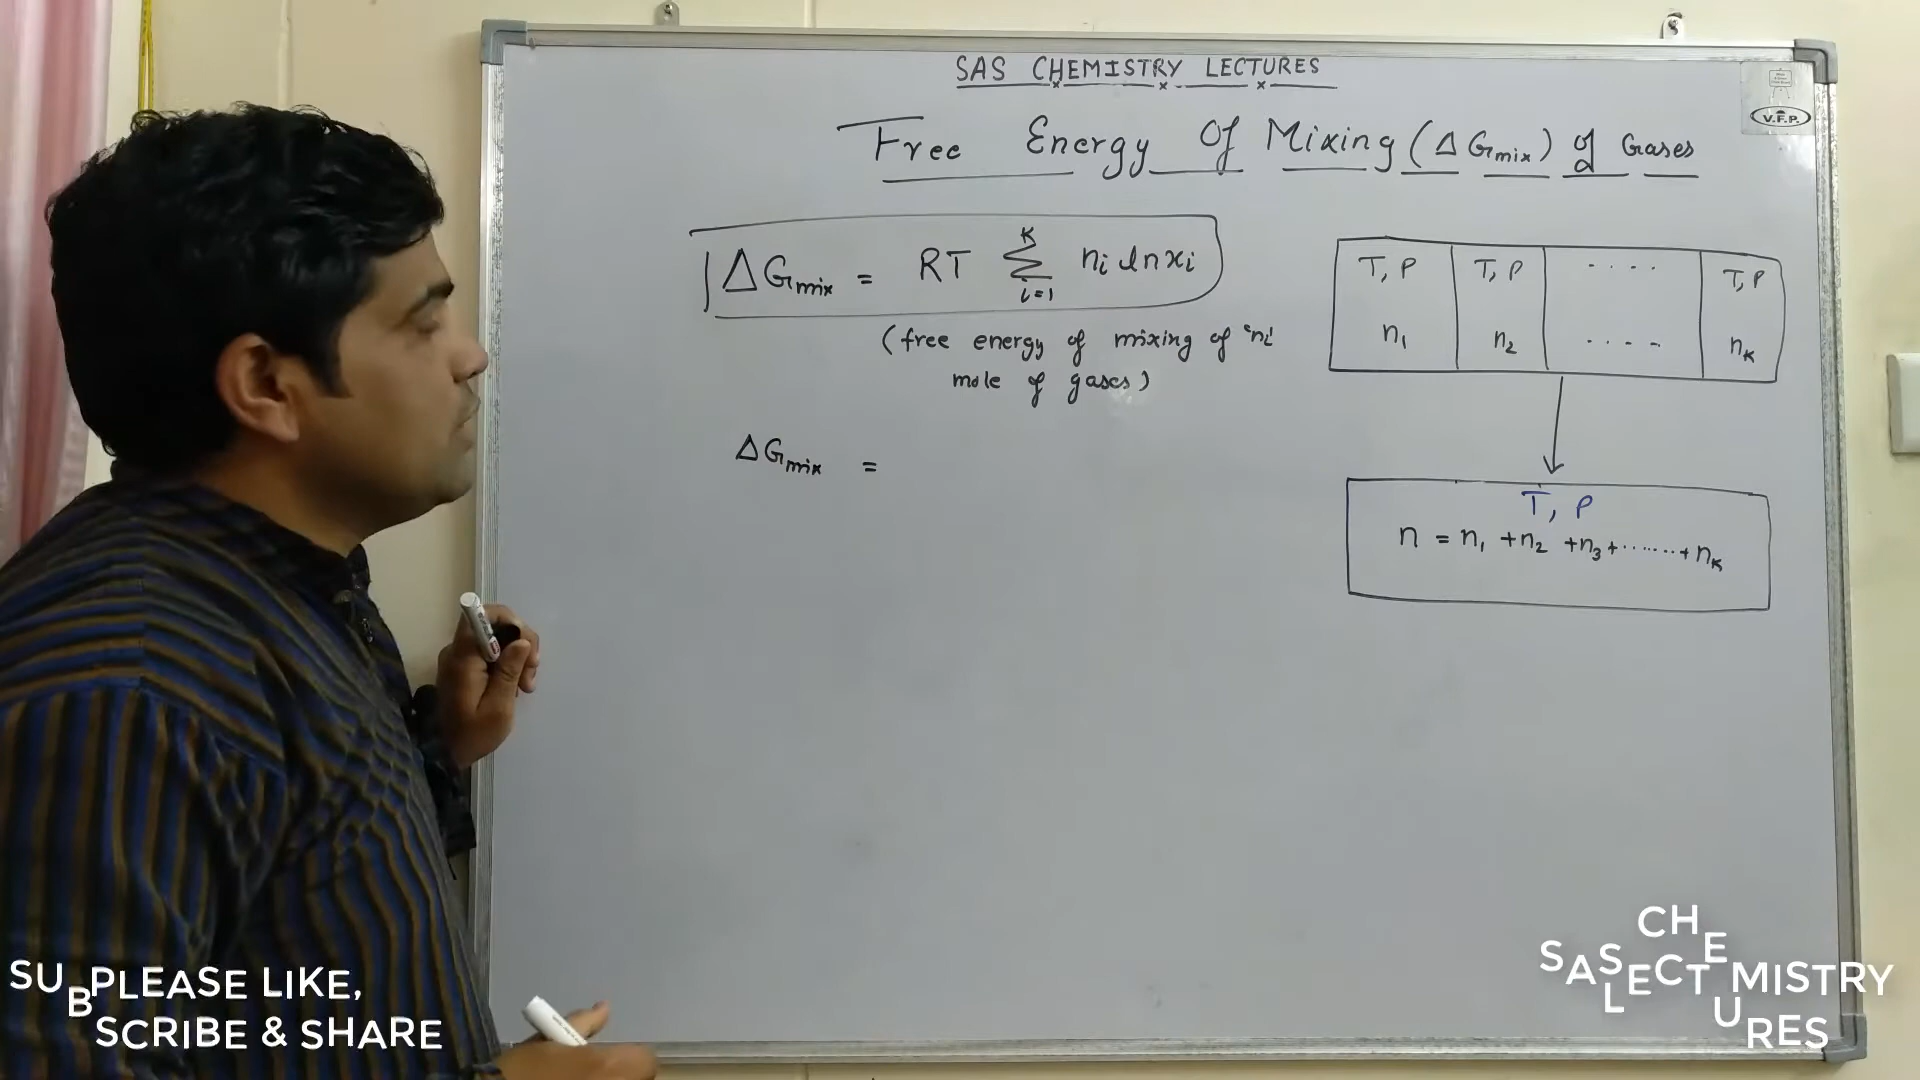 SAS CHEMISTRY LECTURES
V.F.P.
Free Energy Of Mixing (ΔGmix) of Gases
ΔGmix = RT Σ(i=1 to K) ni ln xi
(free energy of mixing of 'ni'
mole of gases)
ΔGmix =
T, P T, P ..... T, P
n1 n2 ..... nK
T, P
n = n1 + n2 + n3 + ....... + nK
SUBPLEASE LIKE,
SCRIBE & SHARE
SAS CHEMISTRY
LECTURES